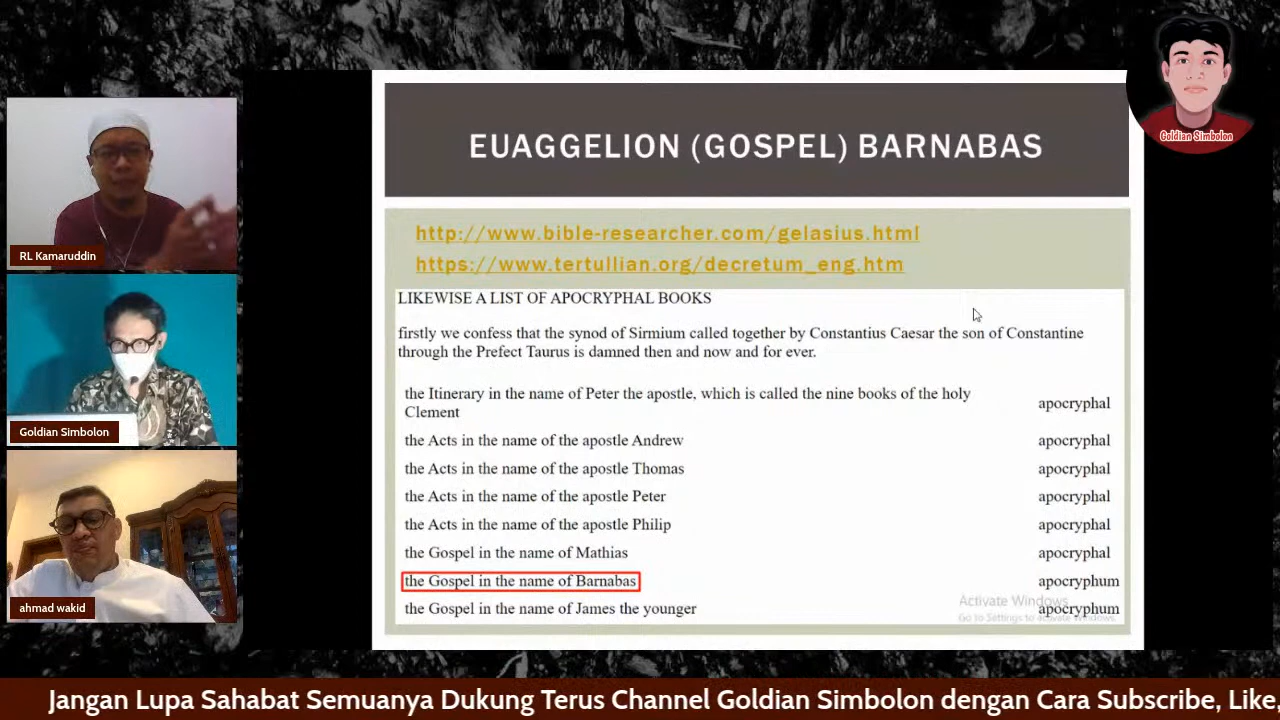 Goldian Simbolon
EUAGGELION (GOSPEL) BARNABAS
http://www.bible-researcher.com/gelasius.html
https://www.tertullian.org/decretum_eng.htm
LIKEWISE A LIST OF APOCRYPHAL BOOKS
firstly we confess that the synod of Sirmium called together by Constantius Caesar the son of Constantine
through the Prefect Taurus is damned then and now and for ever.
the Itinerary in the name of Peter the apostle, which is called the nine books of the holy
Clement apocryphal
the Acts in the name of the apostle Andrew apocryphal
the Acts in the name of the apostle Thomas apocryphal
the Acts in the name of the apostle Peter apocryphal
the Acts in the name of the apostle Philip apocryphal
the Gospel in the name of Mathias apocryphal
the Gospel in the name of Barnabas apocryphum
the Gospel in the name of James the younger apocryphum
Activate Windows
Go to Settings to activate Windows.
RL Kamaruddin
Goldian Simbolon
ahmad wakid
Jangan Lupa Sahabat Semuanya Dukung Terus Channel Goldian Simbolon dengan Cara Subscribe, Like,